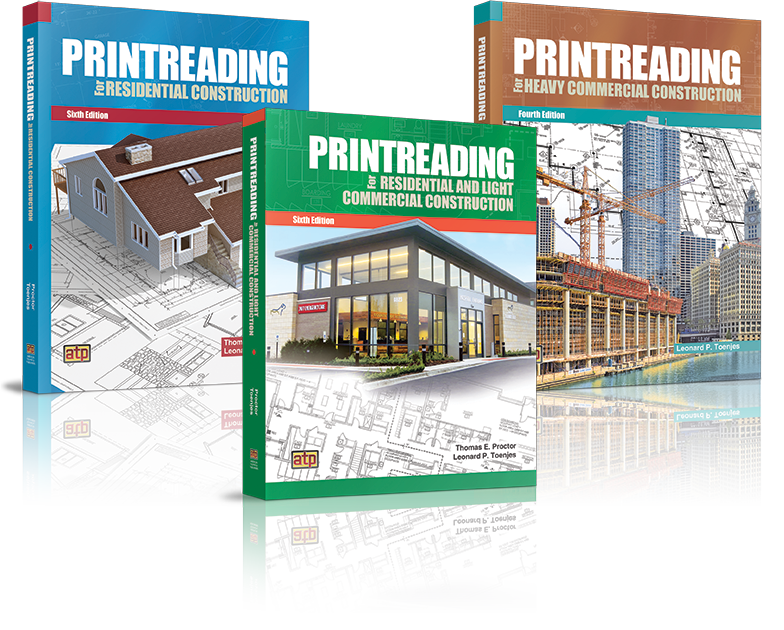 PRINTREADING
for RESIDENTIAL CONSTRUCTION
Sixth Edition
PRINTREADING for RESIDENTIAL CONSTRUCTION
Proctor
Toenjes
atp
Thom
Leona
PRINTREADING
for RESIDENTIAL AND LIGHT
COMMERCIAL CONSTRUCTION
Sixth Edition
PRINTREADING for RESIDENTIAL AND LIGHT
COMMERCIAL CONSTRUCTION
Proctor
Toenjes
atp
Thomas E. Proctor
Leonard P. Toenjes
PRINTREADING
for HEAVY COMMERCIAL CONSTRUCTION
Fourth Edition
PRINTREADING
Leonard P. Toenjes